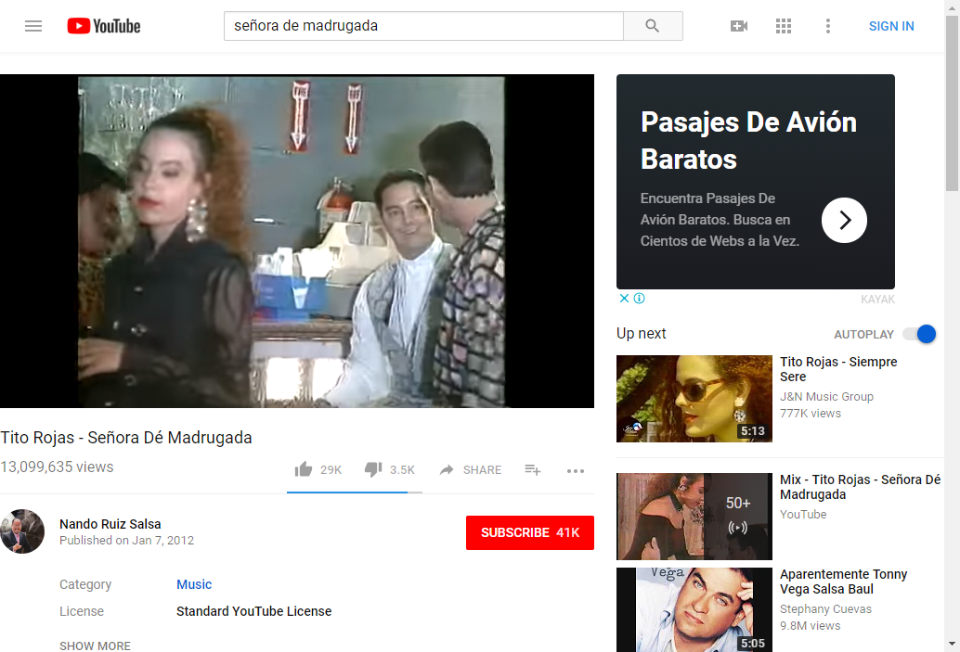 YouTube
señora de madrugada
SIGN IN
Pasajes De Avión
Baratos
Encuentra Pasajes De
Avión Baratos. Busca en
Cientos de Webs a la Vez.
KAYAK
Tito Rojas - Señora Dé Madrugada
13,099,635 views
29K
3.5K
SHARE
Nando Ruiz Salsa
Published on Jan 7, 2012
SUBSCRIBE 41K
Category
Music
License
Standard YouTube License
SHOW MORE
Up next
AUTOPLAY
5:13
Tito Rojas - Siempre
Sere
J&N Music Group
777K views
50+
Mix - Tito Rojas - Señora Dé
Madrugada
YouTube
Vega
5:05
Aparentemente Tonny
Vega Salsa Baul
Stephany Cuevas
9.8M views